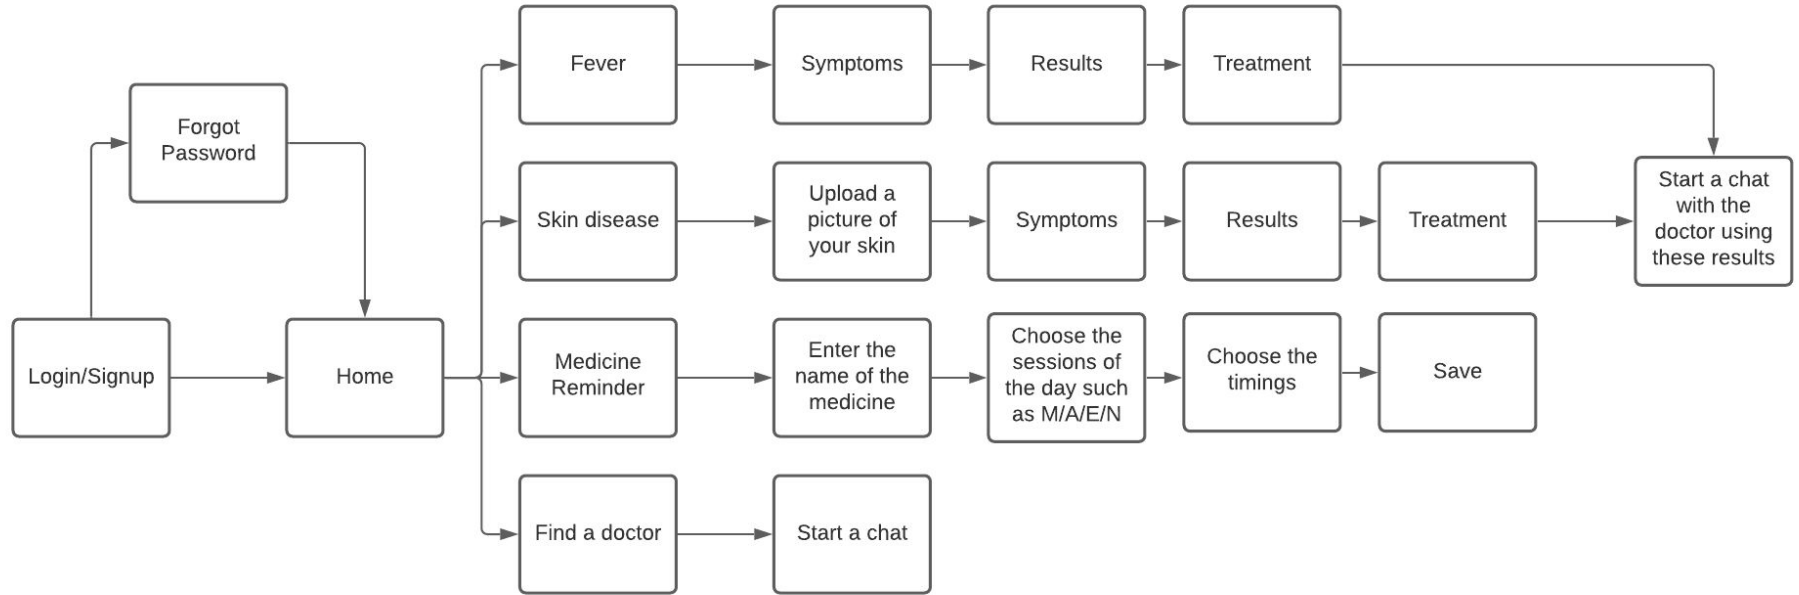 Fever
Symptoms
Results
Treatment
Forgot
Password
Skin disease
Upload a
picture of
your skin
Symptoms
Results
Treatment
Start a chat
with the
doctor using
these results
Login/Signup
Home
Medicine
Reminder
Enter the
name of the
medicine
Choose the
sessions of
the day such
as M/A/E/N
Choose the
timings
Save
Find a doctor
Start a chat